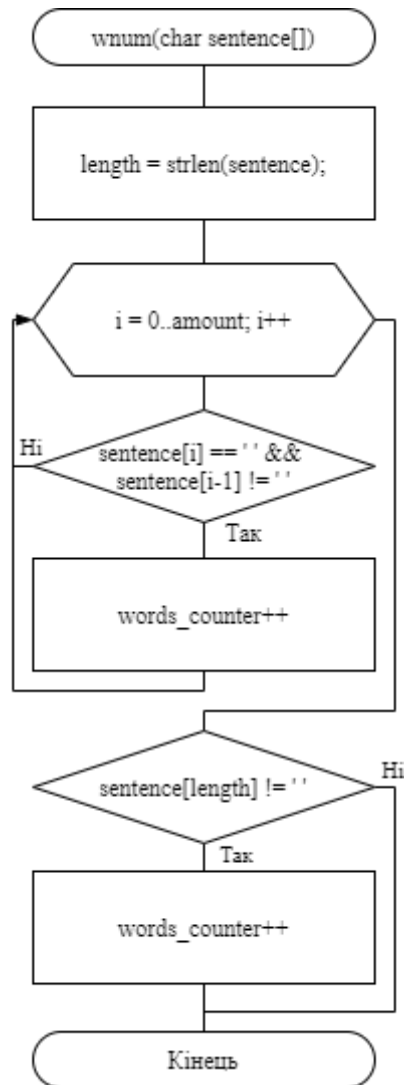 wnum(char sentence[])
length = strlen(sentence);
i = 0..amount; i++
Ні
sentence[i] == ' ' &&
sentence[i-1] != ' '
Так
words_counter++
sentence[length] != ' '
Ні
Так
words_counter++
Кінець